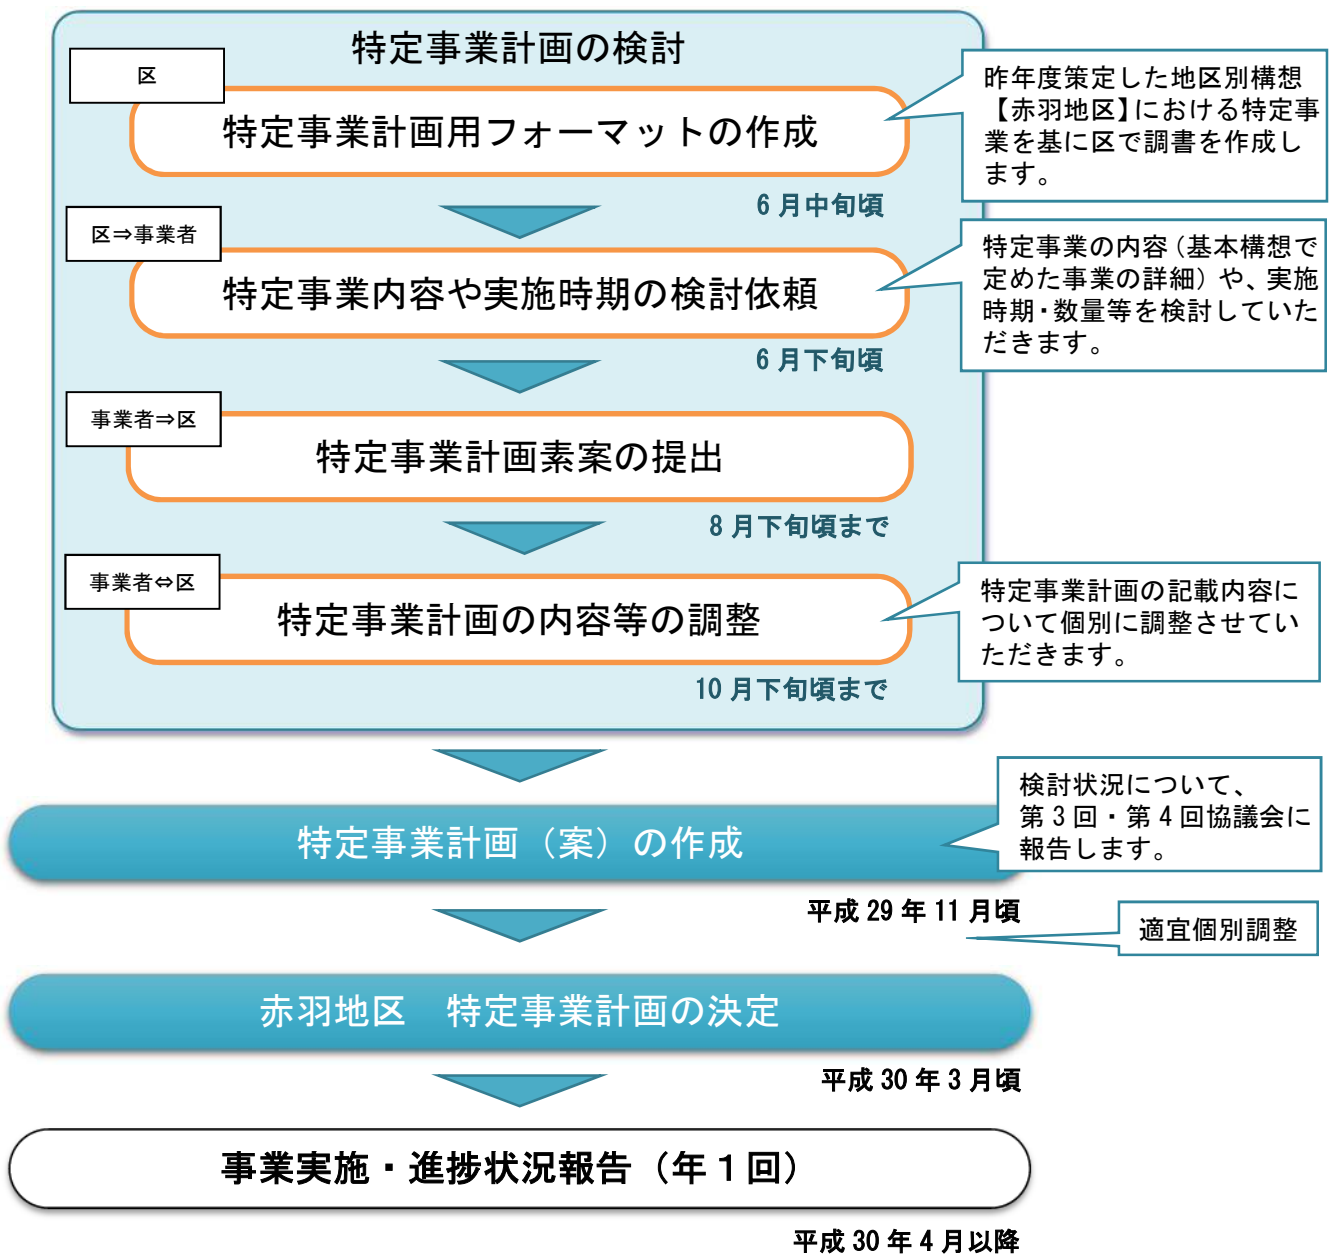 特定事業計画の検討
区
特定事業計画用フォーマットの作成
昨年度策定した地区別構想
【赤羽地区】における特定事
業を基に区で調書を作成し
ます。
6月中旬頃
区⇒事業者
特定事業内容や実施時期の検討依頼
特定事業の内容（基本構想で
定めた事業の詳細）や、実施
時期・数量等を検討していた
だきます。
6月下旬頃
事業者⇒区
特定事業計画素案の提出
8月下旬頃まで
事業者⇔区
特定事業計画の内容等の調整
特定事業計画の記載内容に
ついて個別に調整させてい
ただきます。
10月下旬頃まで
特定事業計画（案）の作成
検討状況について、
第3回・第4回協議会に
報告します。
平成29年11月頃
適宜個別調整
赤羽地区　特定事業計画の決定
平成30年3月頃
事業実施・進捗状況報告（年1回）
平成30年4月以降